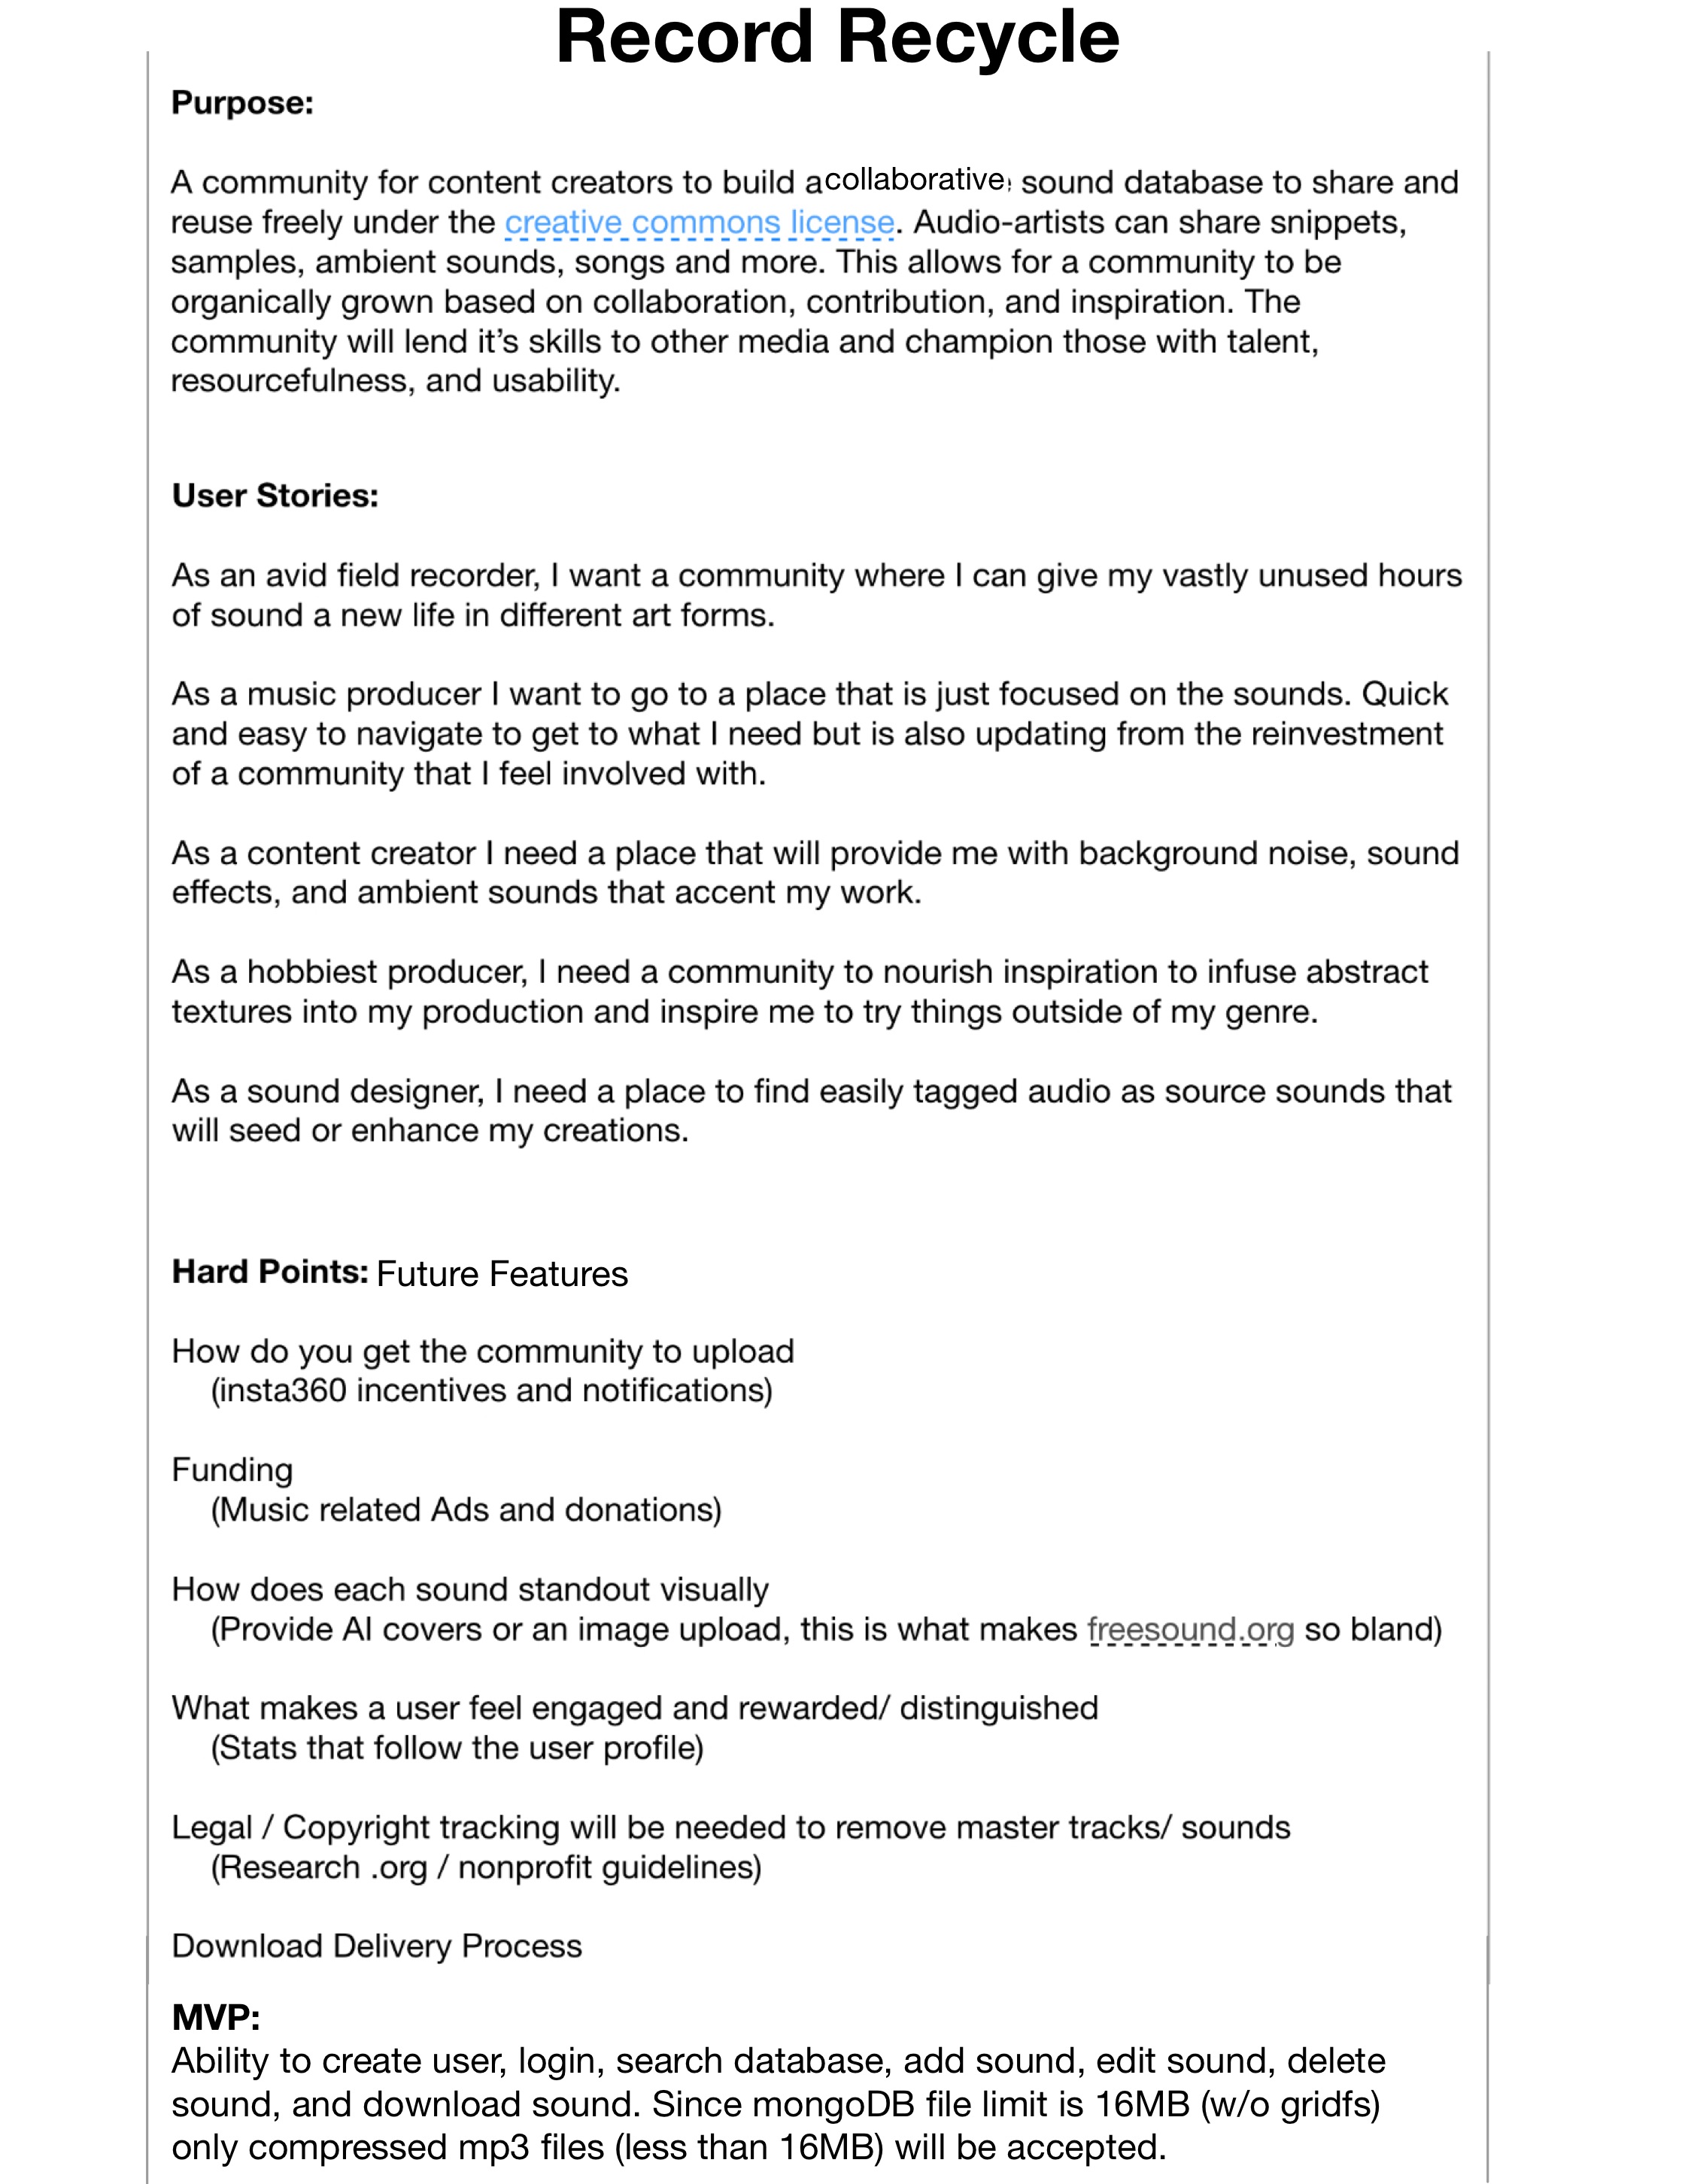 Record Recycle
Purpose:
A community for content creators to build a collaborative sound database to share and
reuse freely under the creative commons license. Audio-artists can share snippets,
samples, ambient sounds, songs and more. This allows for a community to be
organically grown based on collaboration, contribution, and inspiration. The
community will lend it’s skills to other media and champion those with talent,
resourcefulness, and usability.
User Stories:
As an avid field recorder, I want a community where I can give my vastly unused hours
of sound a new life in different art forms.
As a music producer I want to go to a place that is just focused on the sounds. Quick
and easy to navigate to get to what I need but is also updating from the reinvestment
of a community that I feel involved with.
As a content creator I need a place that will provide me with background noise, sound
effects, and ambient sounds that accent my work.
As a hobbiest producer, I need a community to nourish inspiration to infuse abstract
textures into my production and inspire me to try things outside of my genre.
As a sound designer, I need a place to find easily tagged audio as source sounds that
will seed or enhance my creations.
Hard Points: Future Features
How do you get the community to upload
(insta360 incentives and notifications)
Funding
(Music related Ads and donations)
How does each sound standout visually
(Provide AI covers or an image upload, this is what makes freesound.org so bland)
What makes a user feel engaged and rewarded/ distinguished
(Stats that follow the user profile)
Legal / Copyright tracking will be needed to remove master tracks/ sounds
(Research .org / nonprofit guidelines)
Download Delivery Process
MVP:
Ability to create user, login, search database, add sound, edit sound, delete
sound, and download sound. Since mongoDB file limit is 16MB (w/o gridfs)
only compressed mp3 files (less than 16MB) will be accepted.